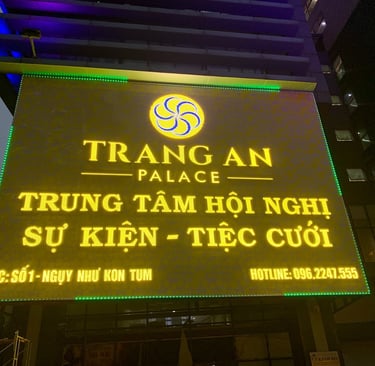 TRANG AN
PALACE
TRUNG TÂM HỘI NGHỊ
SỰ KIỆN - TIỆC CƯỚI
C: SỐ 1 - NGỤY NHƯ KON TUM
HOTLINE: 096.2247.555